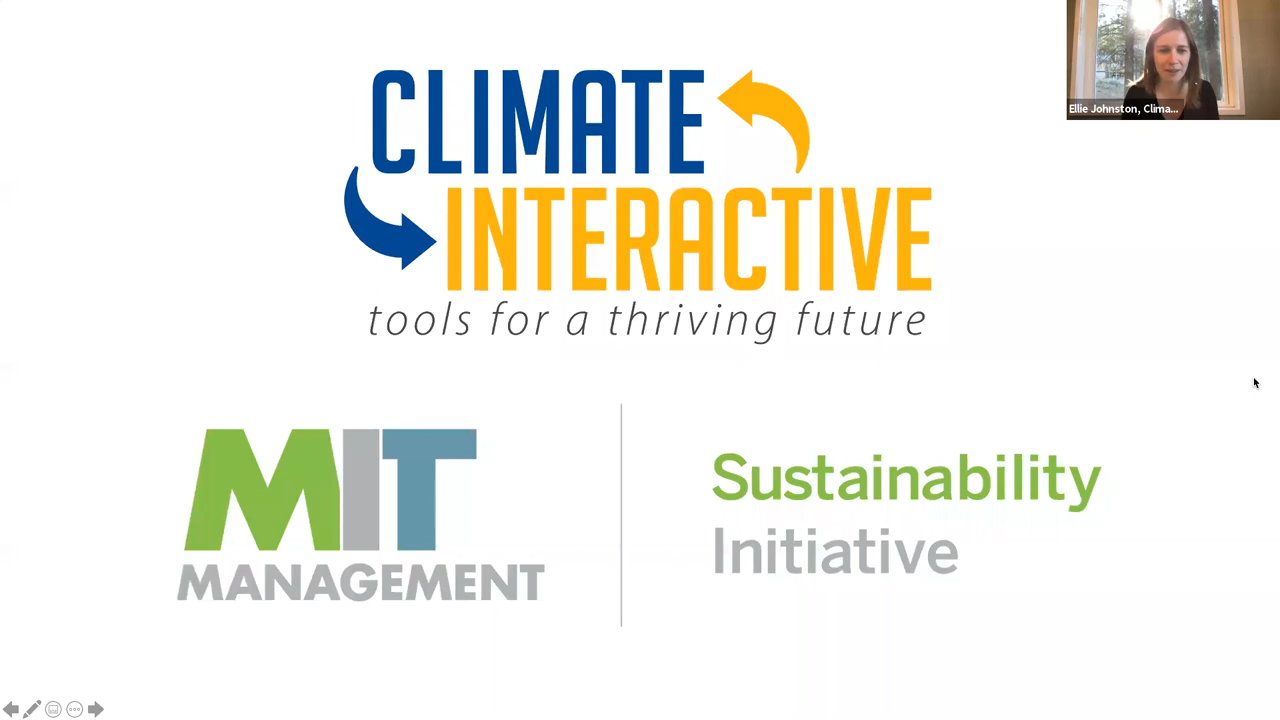 CLIMATE
INTERACTIVE
tools for a thriving future
MIT
MANAGEMENT
Sustainability
Initiative
Ellie Johnston, Clima...